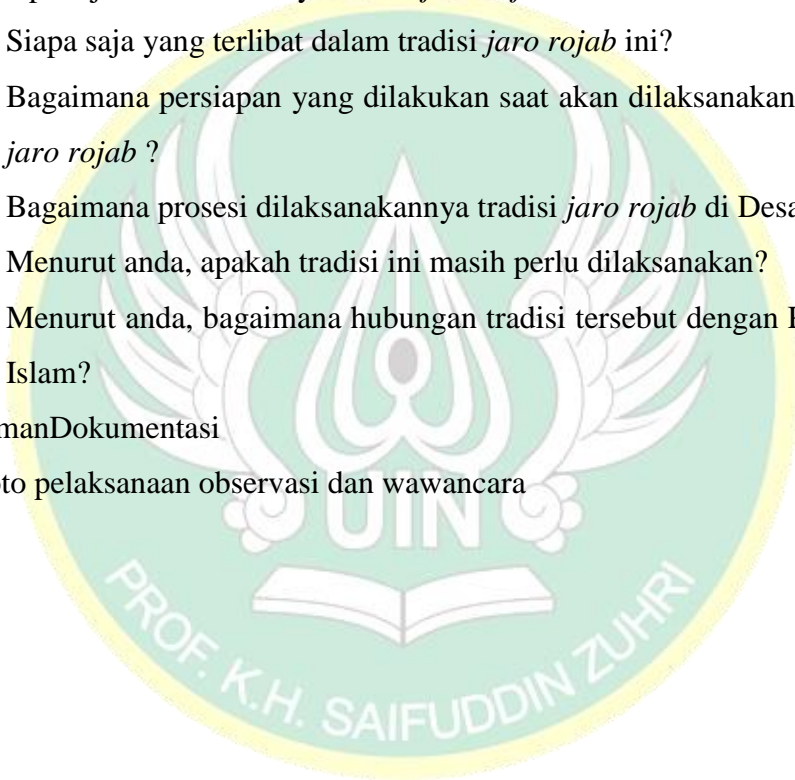 Siapa saja yang terlibat dalam tradisi jaro rojab ini?
Bagaimana persiapan yang dilakukan saat akan dilaksanakan
jaro rojab ?
Bagaimana prosesi dilaksanakannya tradisi jaro rojab di Desa
Menurut anda, apakah tradisi ini masih perlu dilaksanakan?
Menurut anda, bagaimana hubungan tradisi tersebut dengan
Islam?
manDokumentasi
to pelaksanaan observasi dan wawancara
UIN
PROF. K.H. SAIFUDDIN ZUHRI